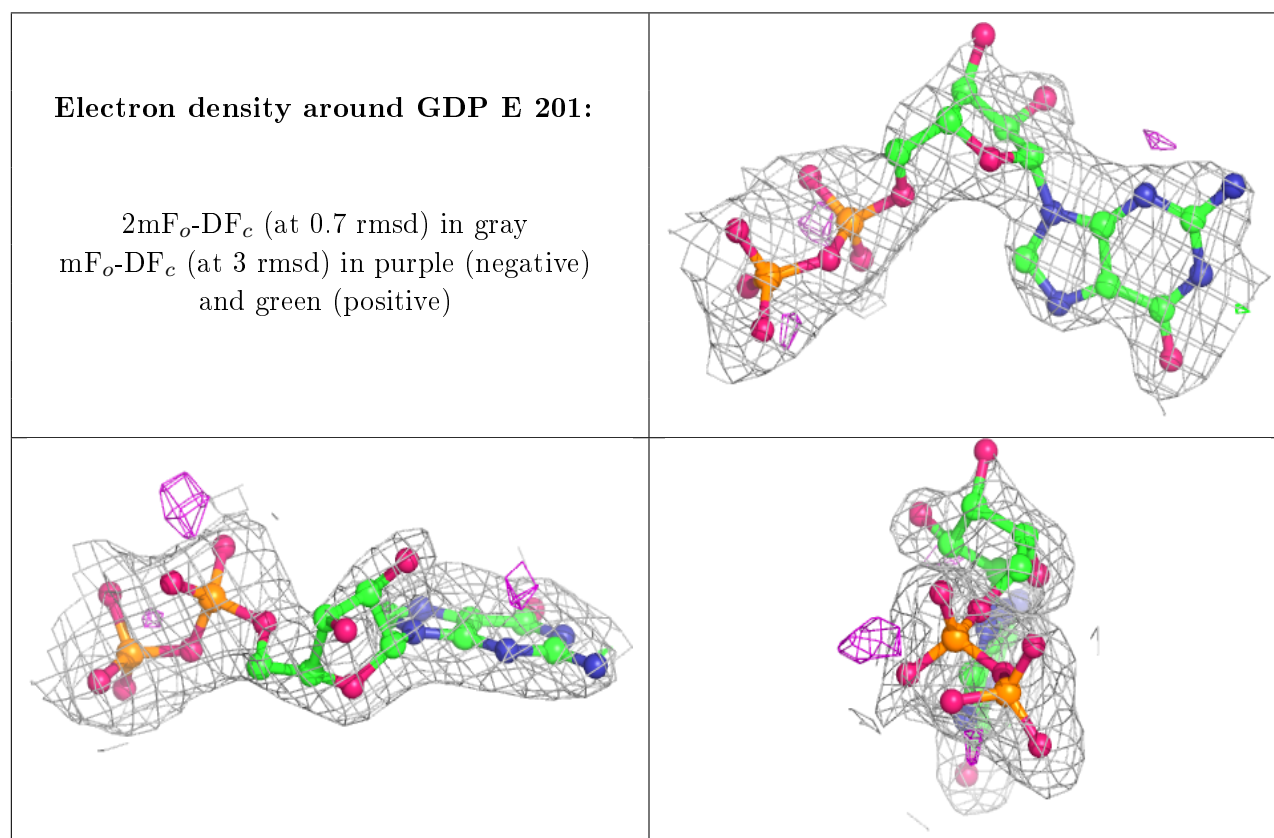 Electron density around GDP E 201:
2mFo-DFc (at 0.7 rmsd) in gray
mFo-DFc (at 3 rmsd) in purple (negative)
and green (positive)